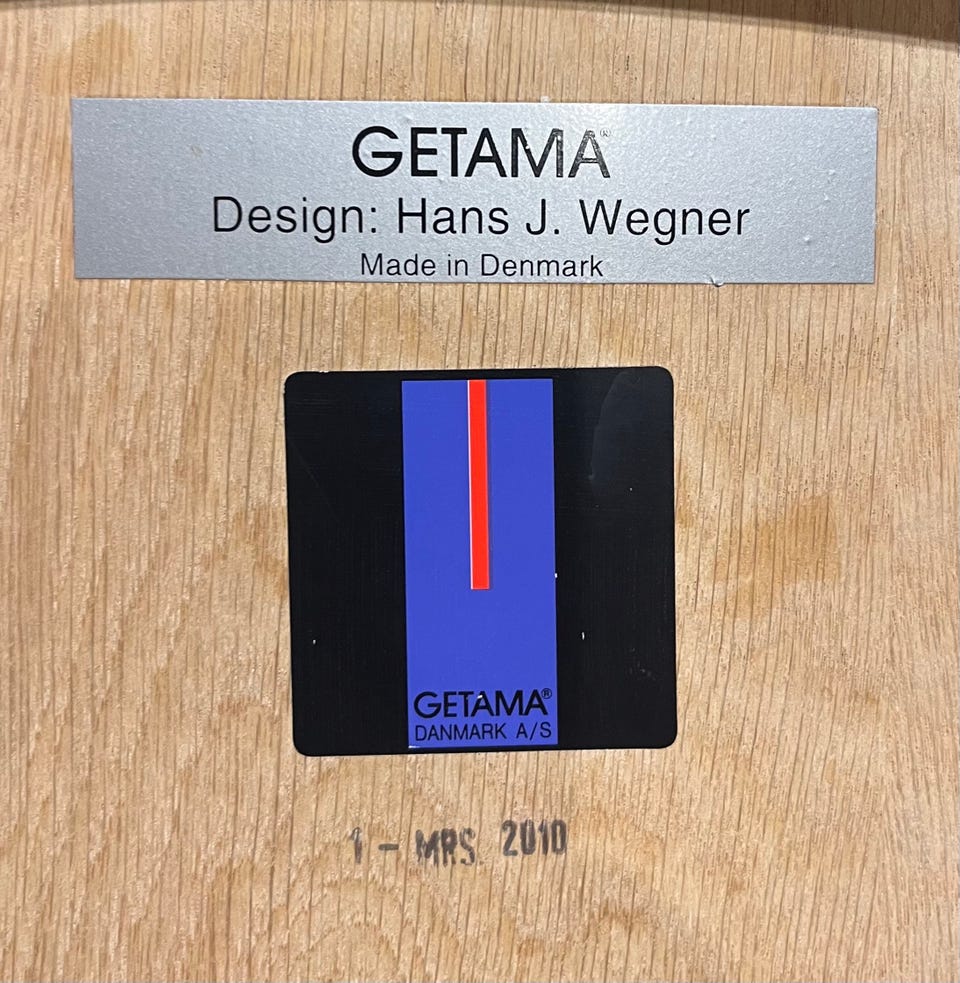 GETAMA®
Design: Hans J. Wegner
Made in Denmark
GETAMA®
DANMARK A/S
1 - MRS. 2010